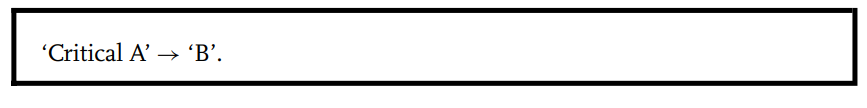 ‘Critical A’ → ‘B’.